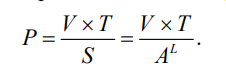 P = \frac{V \times T}{S} = \frac{V \times T}{A^L}.